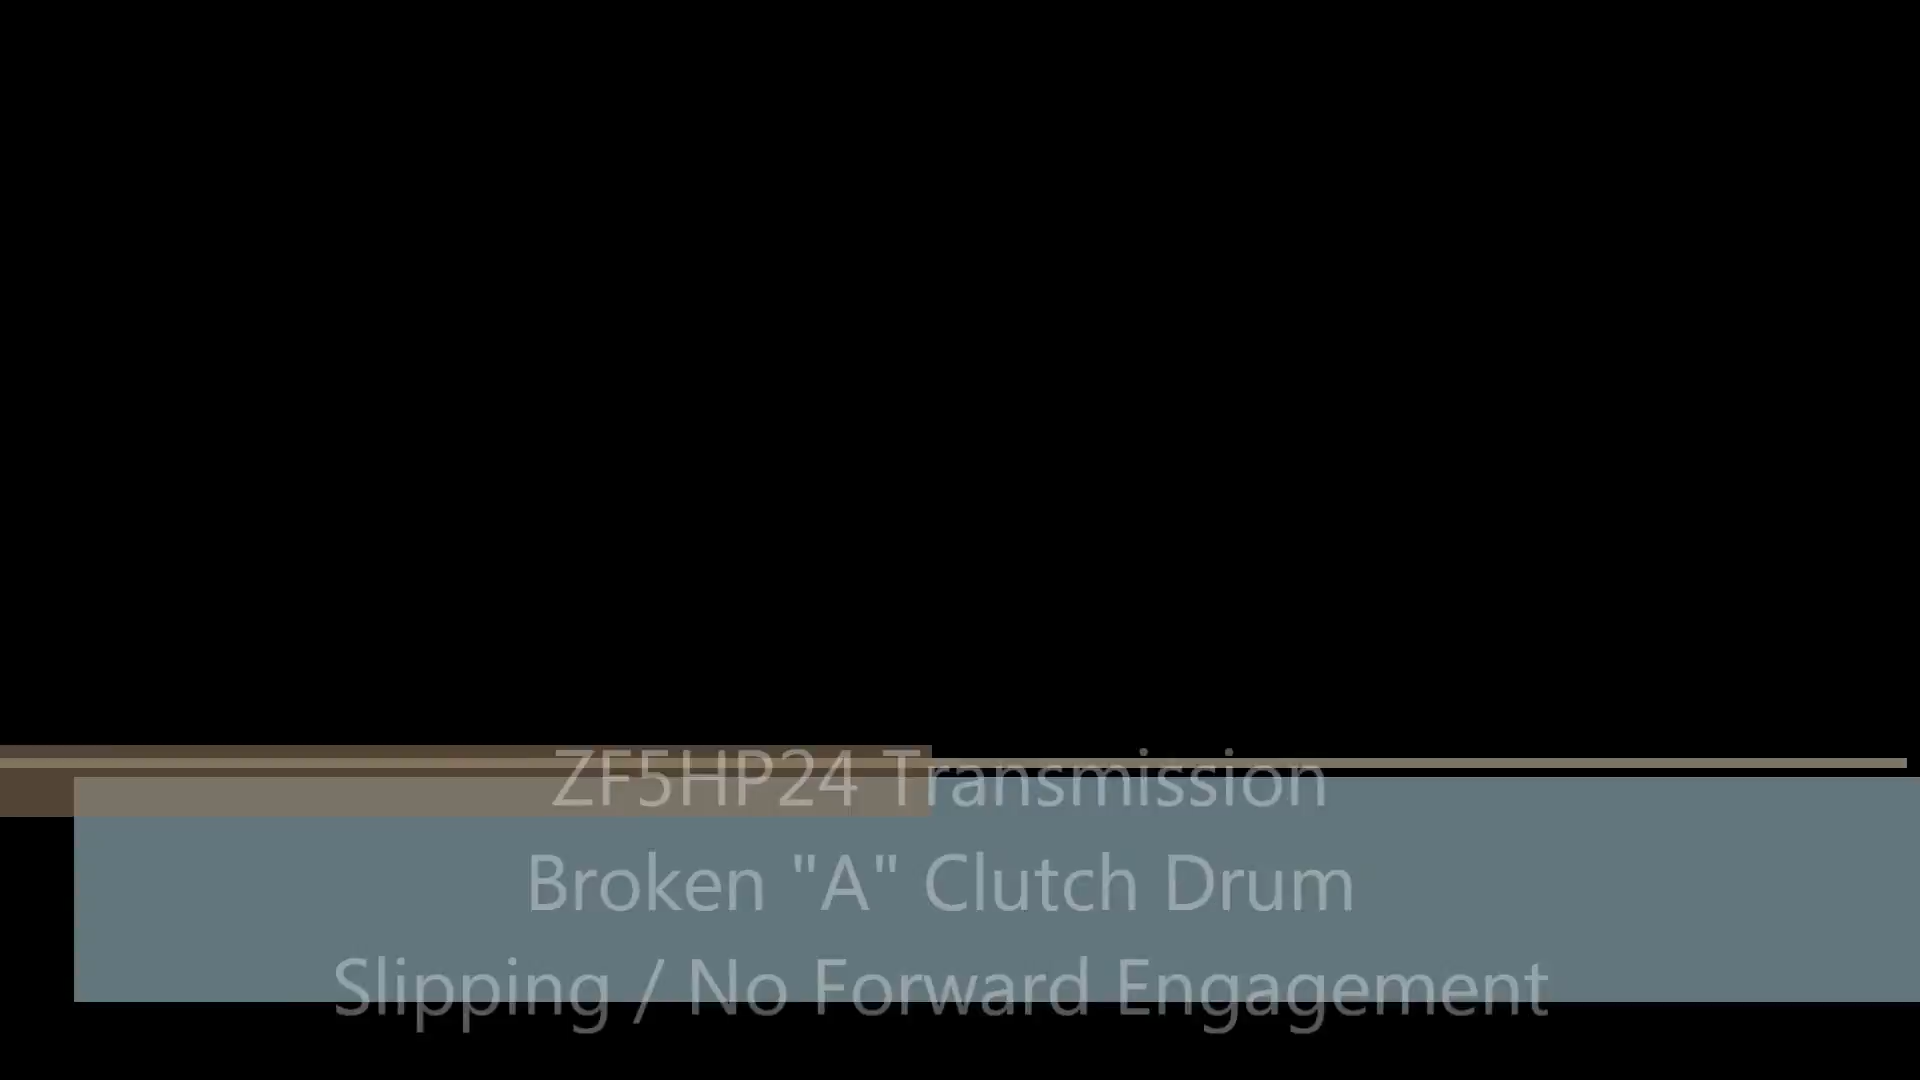 ZF5HP24 Transmission
Broken "A" Clutch Drum
Slipping / No Forward Engagement